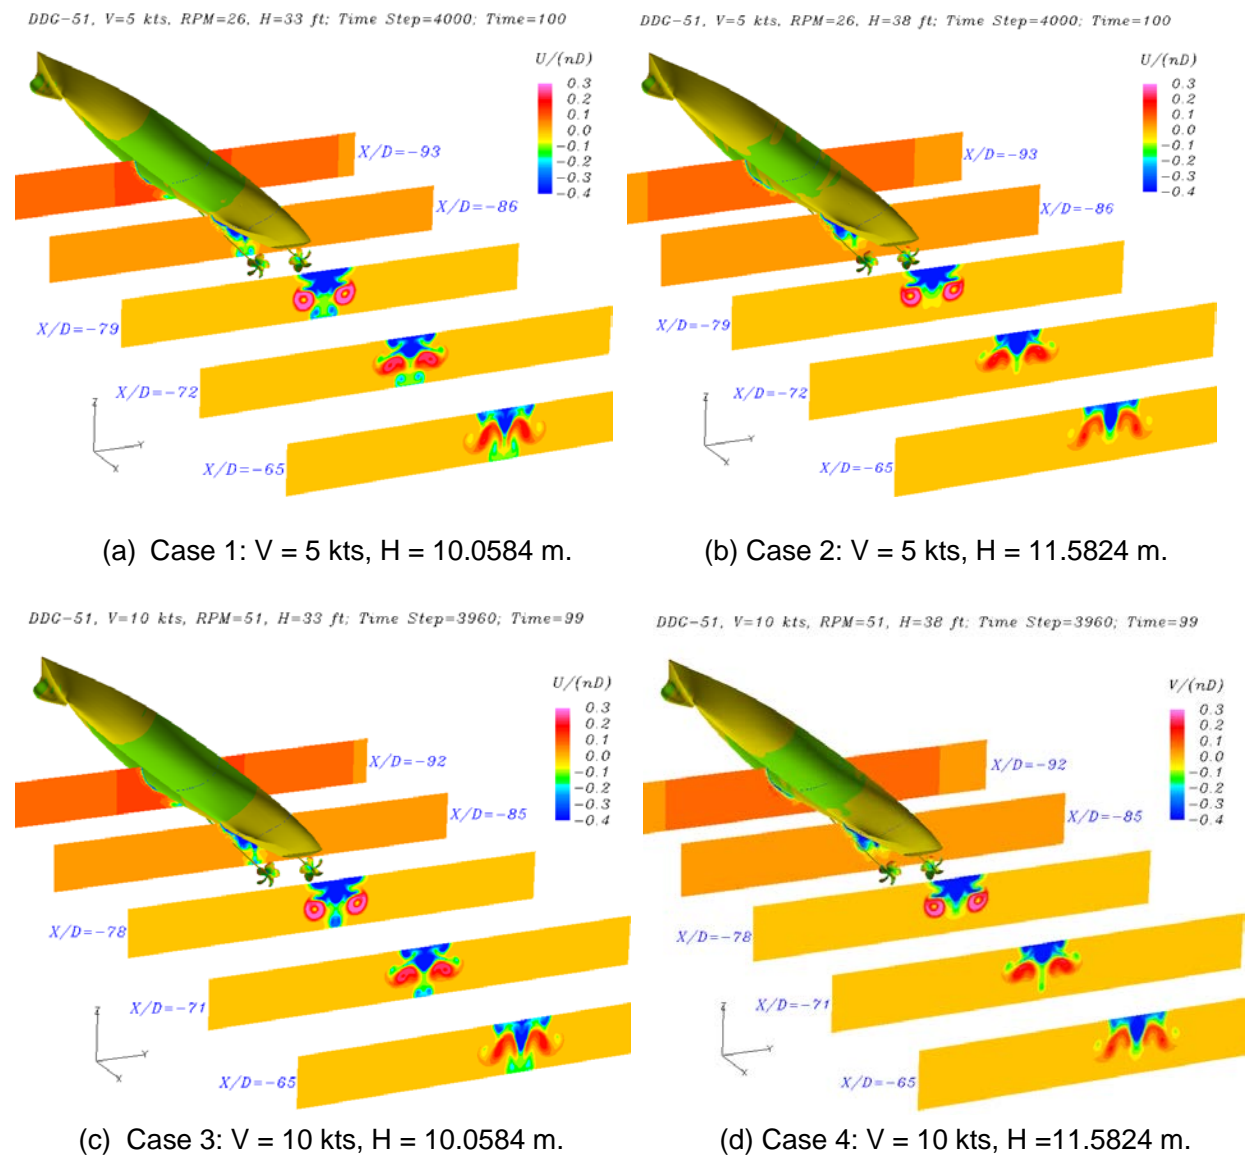 DDG-51, V=5 kts, RPM=26, H=33 ft; Time Step=4000; Time=100
U/(nD)
0.3
0.2
0.1
0.0
-0.1
-0.2
-0.3
-0.4
X/D=-93
X/D=-86
X/D=-79
X/D=-72
X/D=-65
Z
Y
X
(a) Case 1: V = 5 kts, H = 10.0584 m.
DDG-51, V=5 kts, RPM=26, H=38 ft; Time Step=4000; Time=100
U/(nD)
0.3
0.2
0.1
0.0
-0.1
-0.2
-0.3
-0.4
X/D=-93
X/D=-86
X/D=-79
X/D=-72
X/D=-65
Z
Y
X
(b) Case 2: V = 5 kts, H = 11.5824 m.
DDG-51, V=10 kts, RPM=51, H=33 ft; Time Step=3960; Time=99
U/(nD)
0.3
0.2
0.1
0.0
-0.1
-0.2
-0.3
-0.4
X/D=-92
X/D=-85
X/D=-78
X/D=-71
X/D=-65
Z
Y
X
(c) Case 3: V = 10 kts, H = 10.0584 m.
DDG-51, V=10 kts, RPM=51, H=38 ft; Time Step=3960; Time=99
V/(nD)
0.3
0.2
0.1
0.0
-0.1
-0.2
-0.3
-0.4
X/D=-92
X/D=-85
X/D=-78
X/D=-71
X/D=-65
Z
Y
X
(d) Case 4: V = 10 kts, H =11.5824 m.